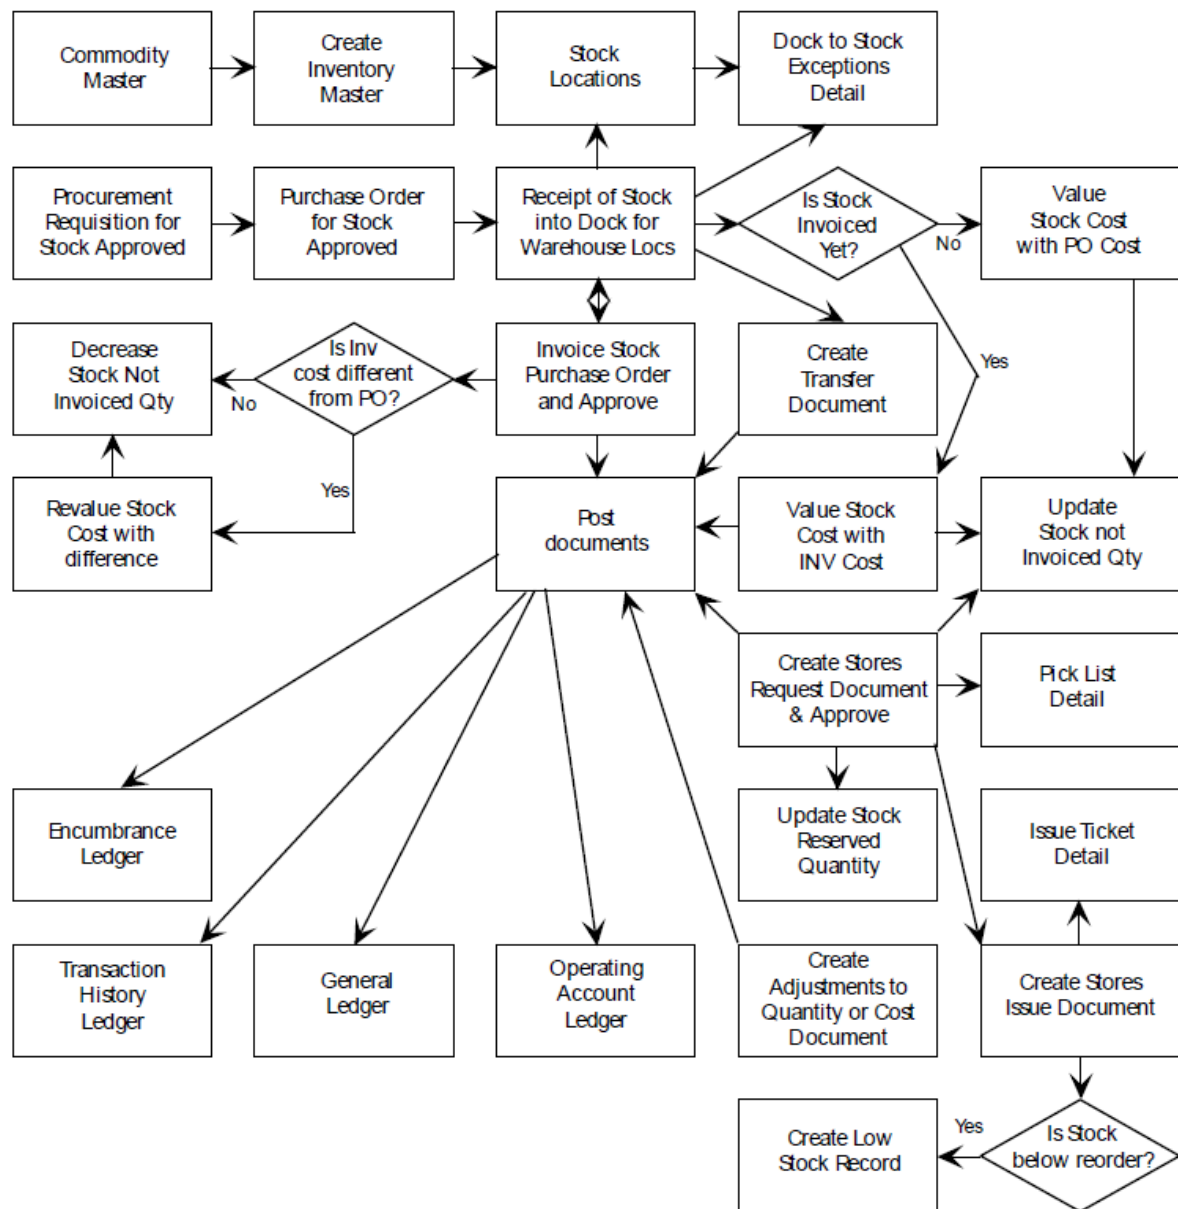 Commodity
Master
Create
Inventory
Master
Stock
Locations
Dock to Stock
Exceptions
Detail
Procurement
Requisition for
Stock Approved
Purchase Order
for Stock
Approved
Receipt of Stock
into Dock for
Warehouse Locs
Is Stock
Invoiced
Yet?
No
Value
Stock Cost
with PO Cost
Decrease
Stock Not
Invoiced Qty
No
Is Inv
cost different
from PO?
Invoice Stock
Purchase Order
and Approve
Create
Transfer
Document
Yes
Revalue Stock
Cost with
difference
Yes
Post
documents
Value Stock
Cost with
INV Cost
Update
Stock not
Invoiced Qty
Create Stores
Request Document
& Approve
Pick List
Detail
Encumbrance
Ledger
Update Stock
Reserved
Quantity
Issue Ticket
Detail
Transaction
History
Ledger
General
Ledger
Operating
Account
Ledger
Create
Adjustments to
Quantity or Cost
Document
Create Stores
Issue Document
Create Low
Stock Record
Yes
Is Stock
below reorder?